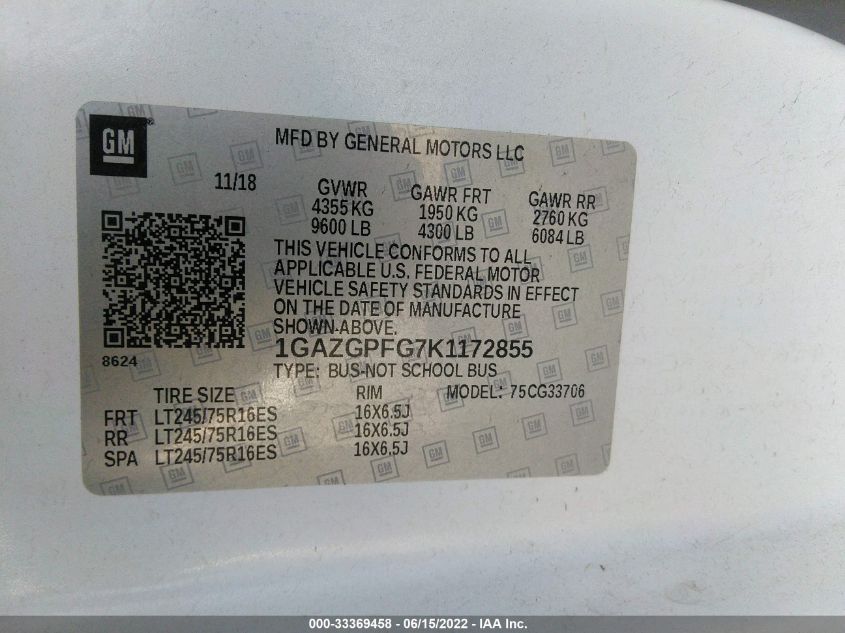 GM
MFD BY GENERAL MOTORS LLC
11/18 GVWR GAWR FRT GAWR RR
4355 KG 1950 KG 2760 KG
9600 LB 4300 LB 6084 LB
THIS VEHICLE CONFORMS TO ALL
APPLICABLE U.S. FEDERAL MOTOR
VEHICLE SAFETY STANDARDS IN EFFECT
ON THE DATE OF MANUFACTURE
SHOWN-ABOVE.
8624 1GAZGPFG7K1172855
TYPE: BUS-NOT SCHOOL BUS
TIRE SIZE RIM MODEL: 75CG33706
FRT LT245/75R16ES 16X6.5J
RR LT245/75R16ES 16X6.5J
SPA LT245/75R16ES 16X6.5J
000-33369458 - 06/15/2022 - IAA Inc.